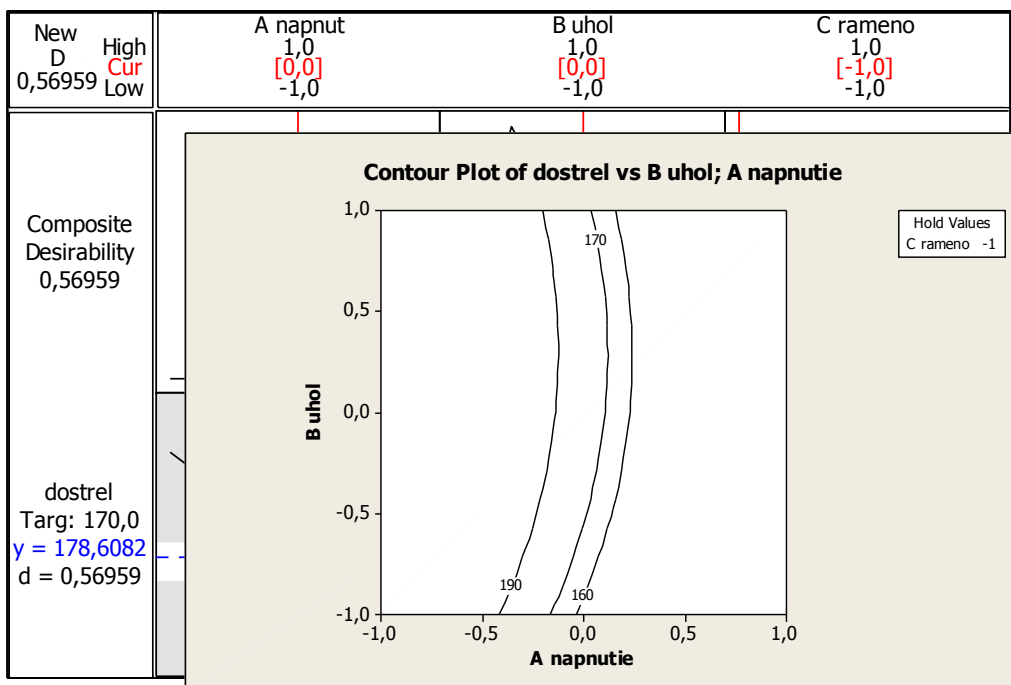 New
D
0,56959
High
Cur
Low
A napnut
1,0
[0,0]
-1,0
B uhol
1,0
[0,0]
-1,0
C rameno
1,0
[-1,0]
-1,0
Composite
Desirability
0,56959
dostrel
Targ: 170,0
y = 178,6082
d = 0,56959
Contour Plot of dostrel vs B uhol; A napnutie
Hold Values
C rameno -1
B uhol
1,0
0,5
0,0
-0,5
-1,0
170
190
160
-1,0 -0,5 0,0 0,5 1,0
A napnutie